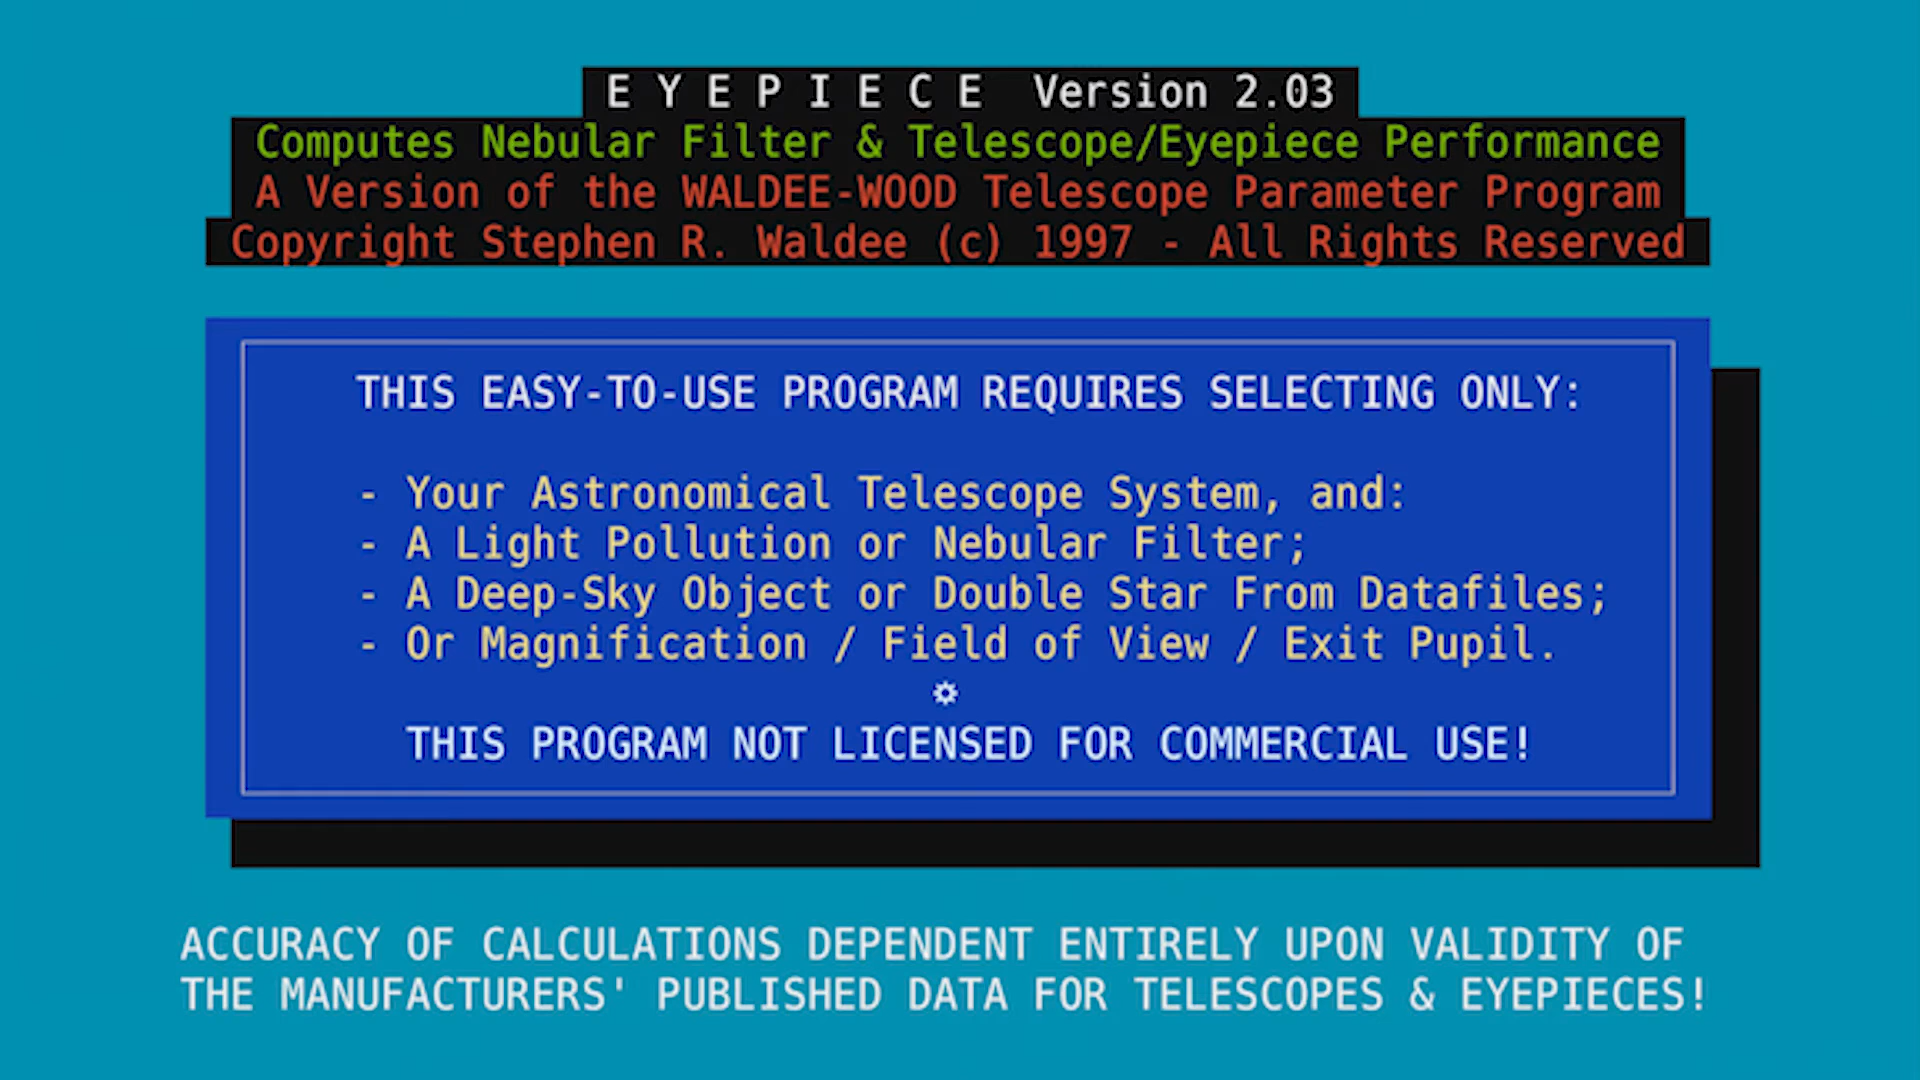 E Y E P I E C E  Version 2.03
Computes Nebular Filter & Telescope/Eyepiece Performance
A Version of the WALDEE-WOOD Telescope Parameter Program
Copyright Stephen R. Waldee (c) 1997 - All Rights Reserved
THIS EASY-TO-USE PROGRAM REQUIRES SELECTING ONLY:
- Your Astronomical Telescope System, and:
- A Light Pollution or Nebular Filter;
- A Deep-Sky Object or Double Star From Datafiles;
- Or Magnification / Field of View / Exit Pupil.
☼
THIS PROGRAM NOT LICENSED FOR COMMERCIAL USE!
ACCURACY OF CALCULATIONS DEPENDENT ENTIRELY UPON VALIDITY OF
THE MANUFACTURERS' PUBLISHED DATA FOR TELESCOPES & EYEPIECES!